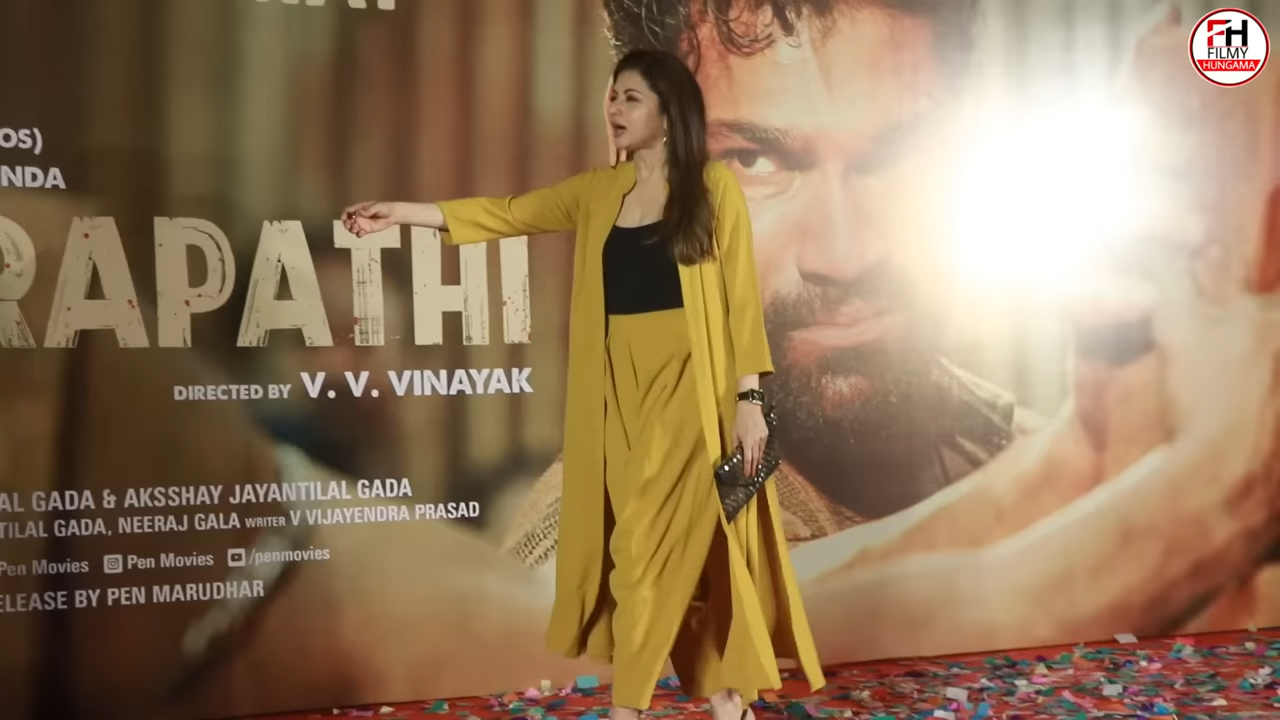 OS)
NDA
RAPATHI
DIRECTED BY V. V. VINAYAK
AL GADA & AKSSHAY JAYANTILAL GADA
TILAL GADA, NEERAJ GALA WRITER V VIJAYENDRA PRASAD
Pen Movies Pen Movies /penmovies
ELEASE BY PEN MARUDHAR
FH
FILMY
HUNGAMA